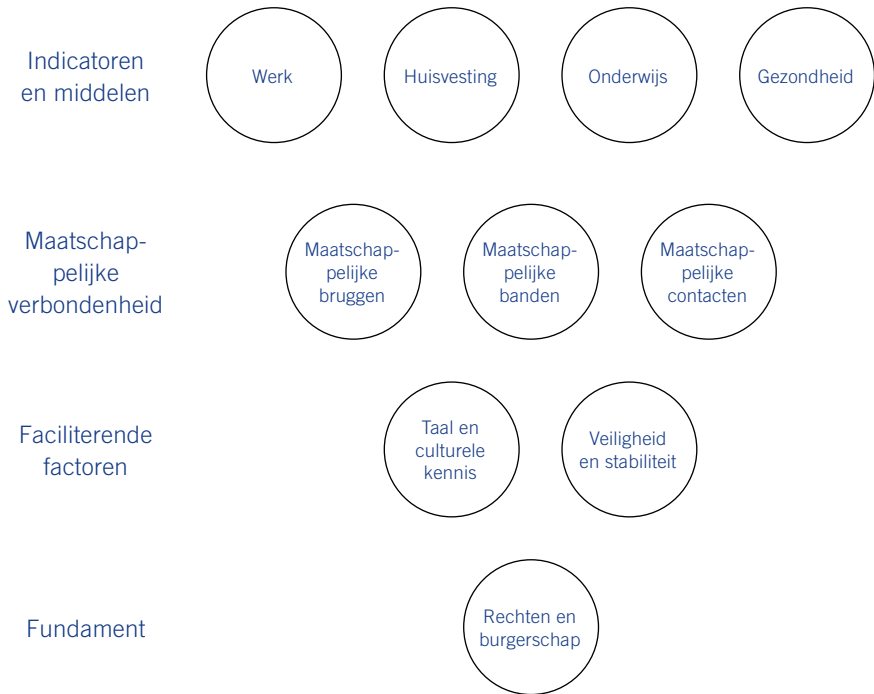 Indicatoren
en middelen
Werk
Huisvesting
Onderwijs
Gezondheid
Maatschap-
pelijke
verbondenheid
Maatschap-
pelijke
bruggen
Maatschap-
pelijke
banden
Maatschap-
pelijke
contacten
Faciliterende
factoren
Taal en
culturele
kennis
Veiligheid
en stabiliteit
Fundament
Rechten en
burgerschap